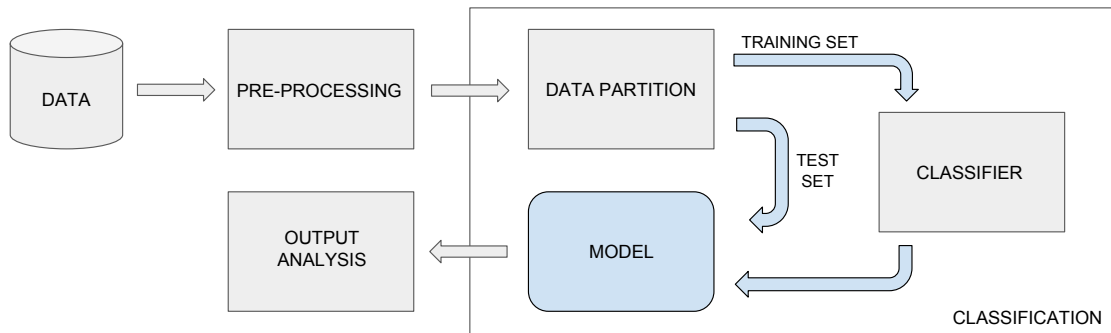 TRAINING SET
DATA
PRE-PROCESSING
DATA PARTITION
TEST
SET
CLASSIFIER
OUTPUT
ANALYSIS
MODEL
CLASSIFICATION